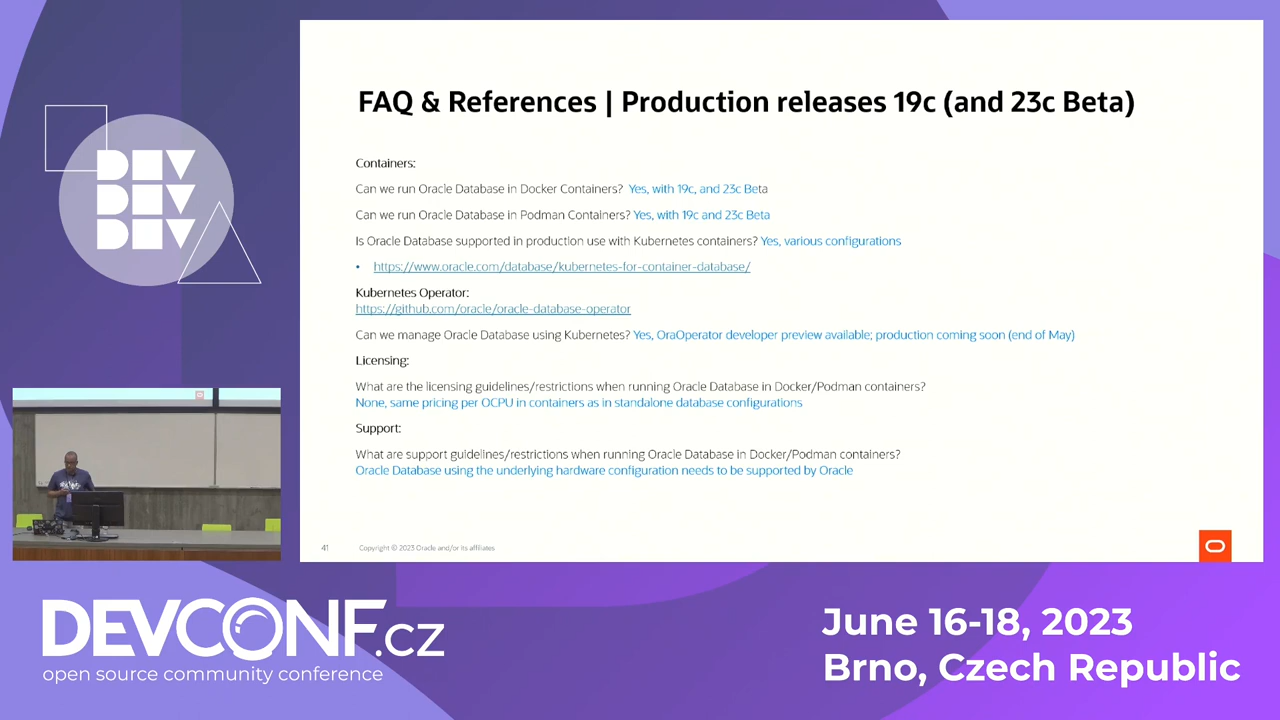 FAQ & References | Production releases 19c (and 23c Beta)
Containers:
Can we run Oracle Database in Docker Containers? Yes, with 19c, and 23c Beta
Can we run Oracle Database in Podman Containers? Yes, with 19c and 23c Beta
Is Oracle Database supported in production use with Kubernetes containers? Yes, various configurations
• https://www.oracle.com/database/kubernetes-for-container-database/
Kubernetes Operator:
https://github.com/oracle/oracle-database-operator
Can we manage Oracle Database using Kubernetes? Yes, OraOperator developer preview available; production coming soon (end of May)
Licensing:
What are the licensing guidelines/restrictions when running Oracle Database in Docker/Podman containers?
None, same pricing per OCPU in containers as in standalone database configurations
Support:
What are support guidelines/restrictions when running Oracle Database in Docker/Podman containers?
Oracle Database using the underlying hardware configuration needs to be supported by Oracle
41 Copyright © 2023 Oracle and/or its affiliates
DEV
DEV
DEV
DEVCONF.cz
open source community conference
June 16-18, 2023
Brno, Czech Republic